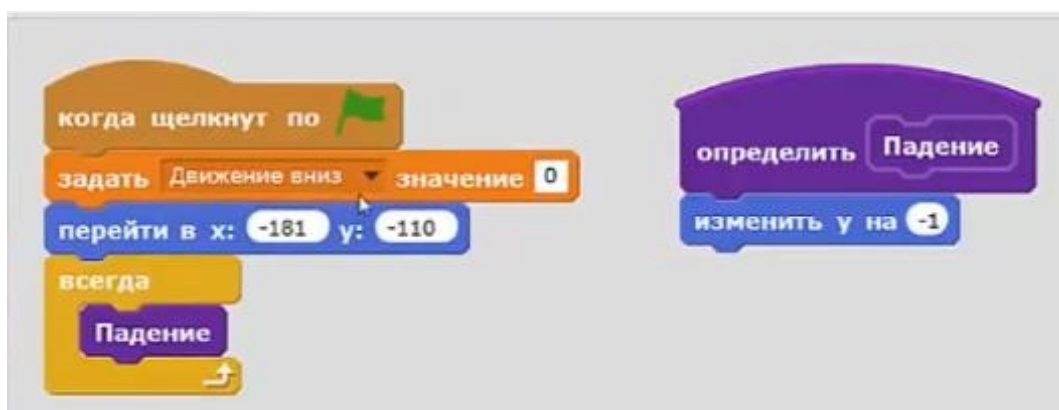 когда щелкнут по
задать Движение вниз значение 0
перейти в x: -181 y: -110
всегда
Падение
определить Падение
изменить y на -1